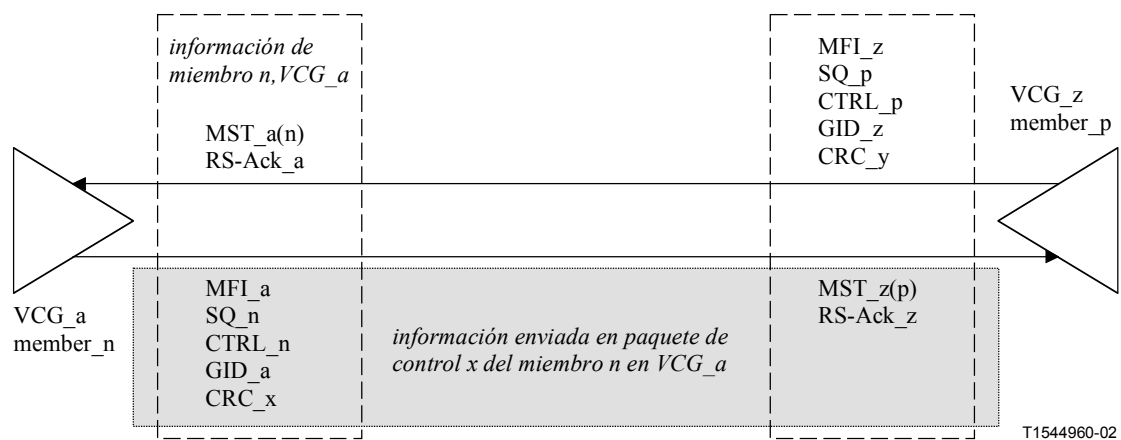 información de
miembro n,VCG_a
MST_a(n)
RS-Ack_a
MFI_z
SQ_p
CTRL_p
GID_z
CRC_y
VCG_z
member_p
VCG_a
member_n
MFI_a
SQ_n
CTRL_n
GID_a
CRC_x
información enviada en paquete de
control x del miembro n en VCG_a
MST_z(p)
RS-Ack_z
T1544960-02